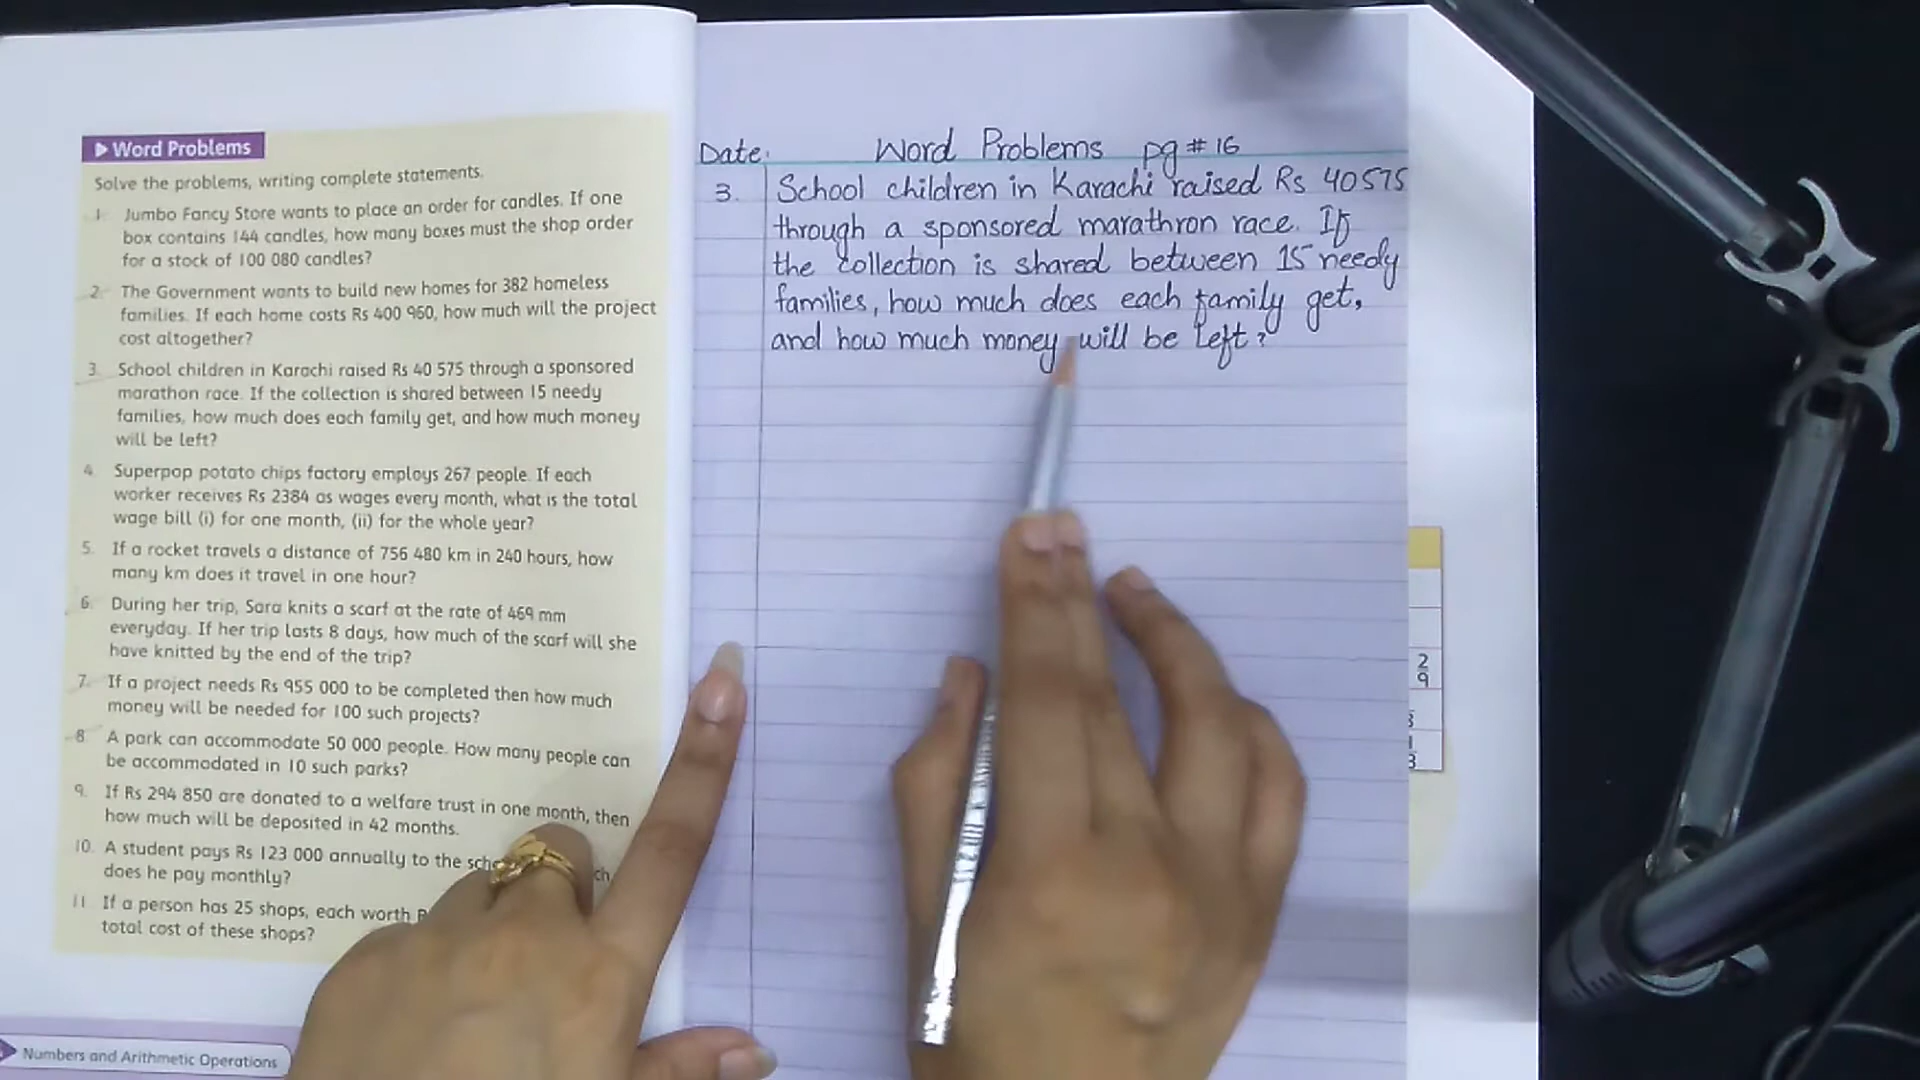 Word Problems
Solve the problems, writing complete statements.
1. Jumbo Fancy Store wants to place an order for candles. If one
box contains 144 candles, how many boxes must the shop order
for a stock of 100 080 candles?
2. The Government wants to build new homes for 382 homeless
families. If each home costs Rs 400 960, how much will the project
cost altogether?
3. School children in Karachi raised Rs 40 575 through a sponsored
marathon race. If the collection is shared between 15 needy
families, how much does each family get, and how much money
will be left?
4. Superpop potato chips factory employs 267 people. If each
worker receives Rs 2384 as wages every month, what is the total
wage bill (i) for one month, (ii) for the whole year?
5. If a rocket travels a distance of 756 480 km in 240 hours, how
many km does it travel in one hour?
6. During her trip, Sara knits a scarf at the rate of 469 mm
everyday. If her trip lasts 8 days, how much of the scarf will she
have knitted by the end of the trip?
7. If a project needs Rs 955 000 to be completed then how much
money will be needed for 100 such projects?
8. A park can accommodate 50 000 people. How many people can
be accommodated in 10 such parks?
9. If Rs 294 850 are donated to a welfare trust in one month, then
how much will be deposited in 42 months.
10. A student pays Rs 123 000 annually to the
does he pay monthly?
11 If a person has 25 shops, each worth
total cost of these shops?
Numbers and Arithmetic Operations
Date: Word Problems pg # 16
3. School children in Karachi raised Rs 40575
through a sponsored marathron race. If
the collection is shared between 15 needy
families, how much does each family get,
and how much money will be left?
2
9
1
3